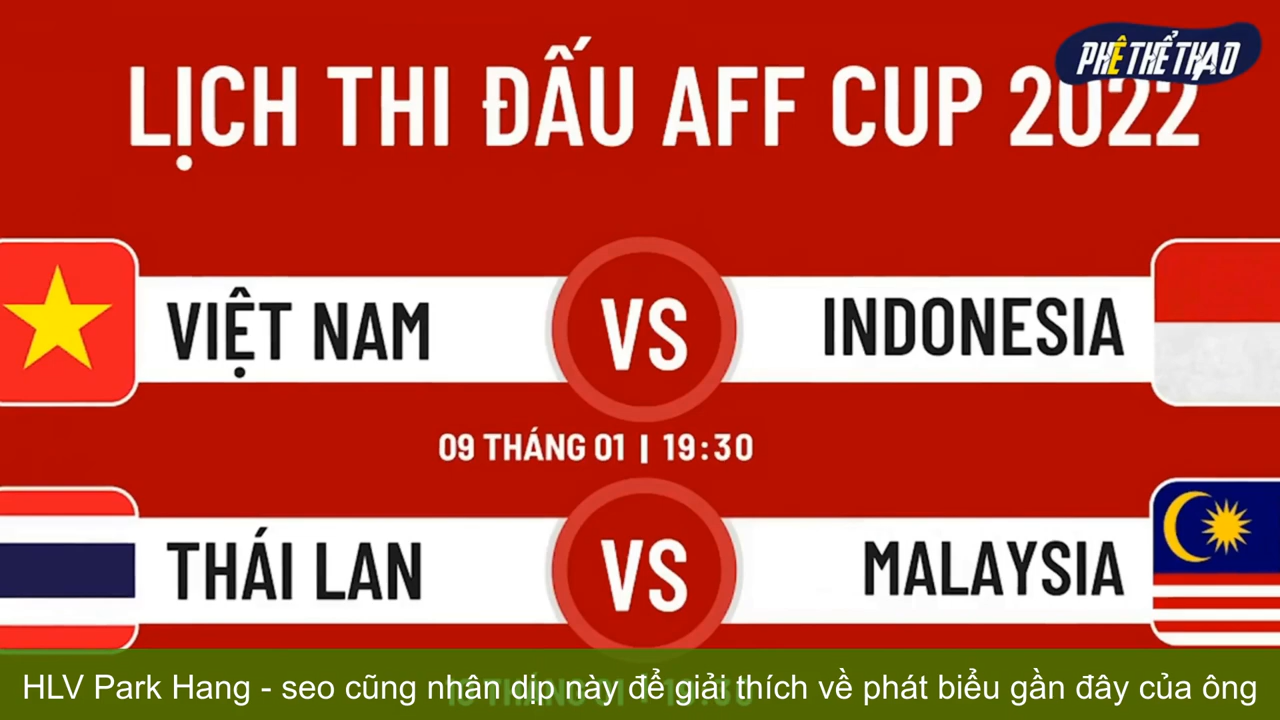 PHÊ THỂ THAO
LỊCH THI ĐẤU AFF CUP 2022
VIỆT NAM VS INDONESIA
09 THÁNG 01 | 19:30
THÁI LAN VS MALAYSIA
HLV Park Hang - seo cũng nhân dịp này để giải thích về phát biểu gần đây của ông